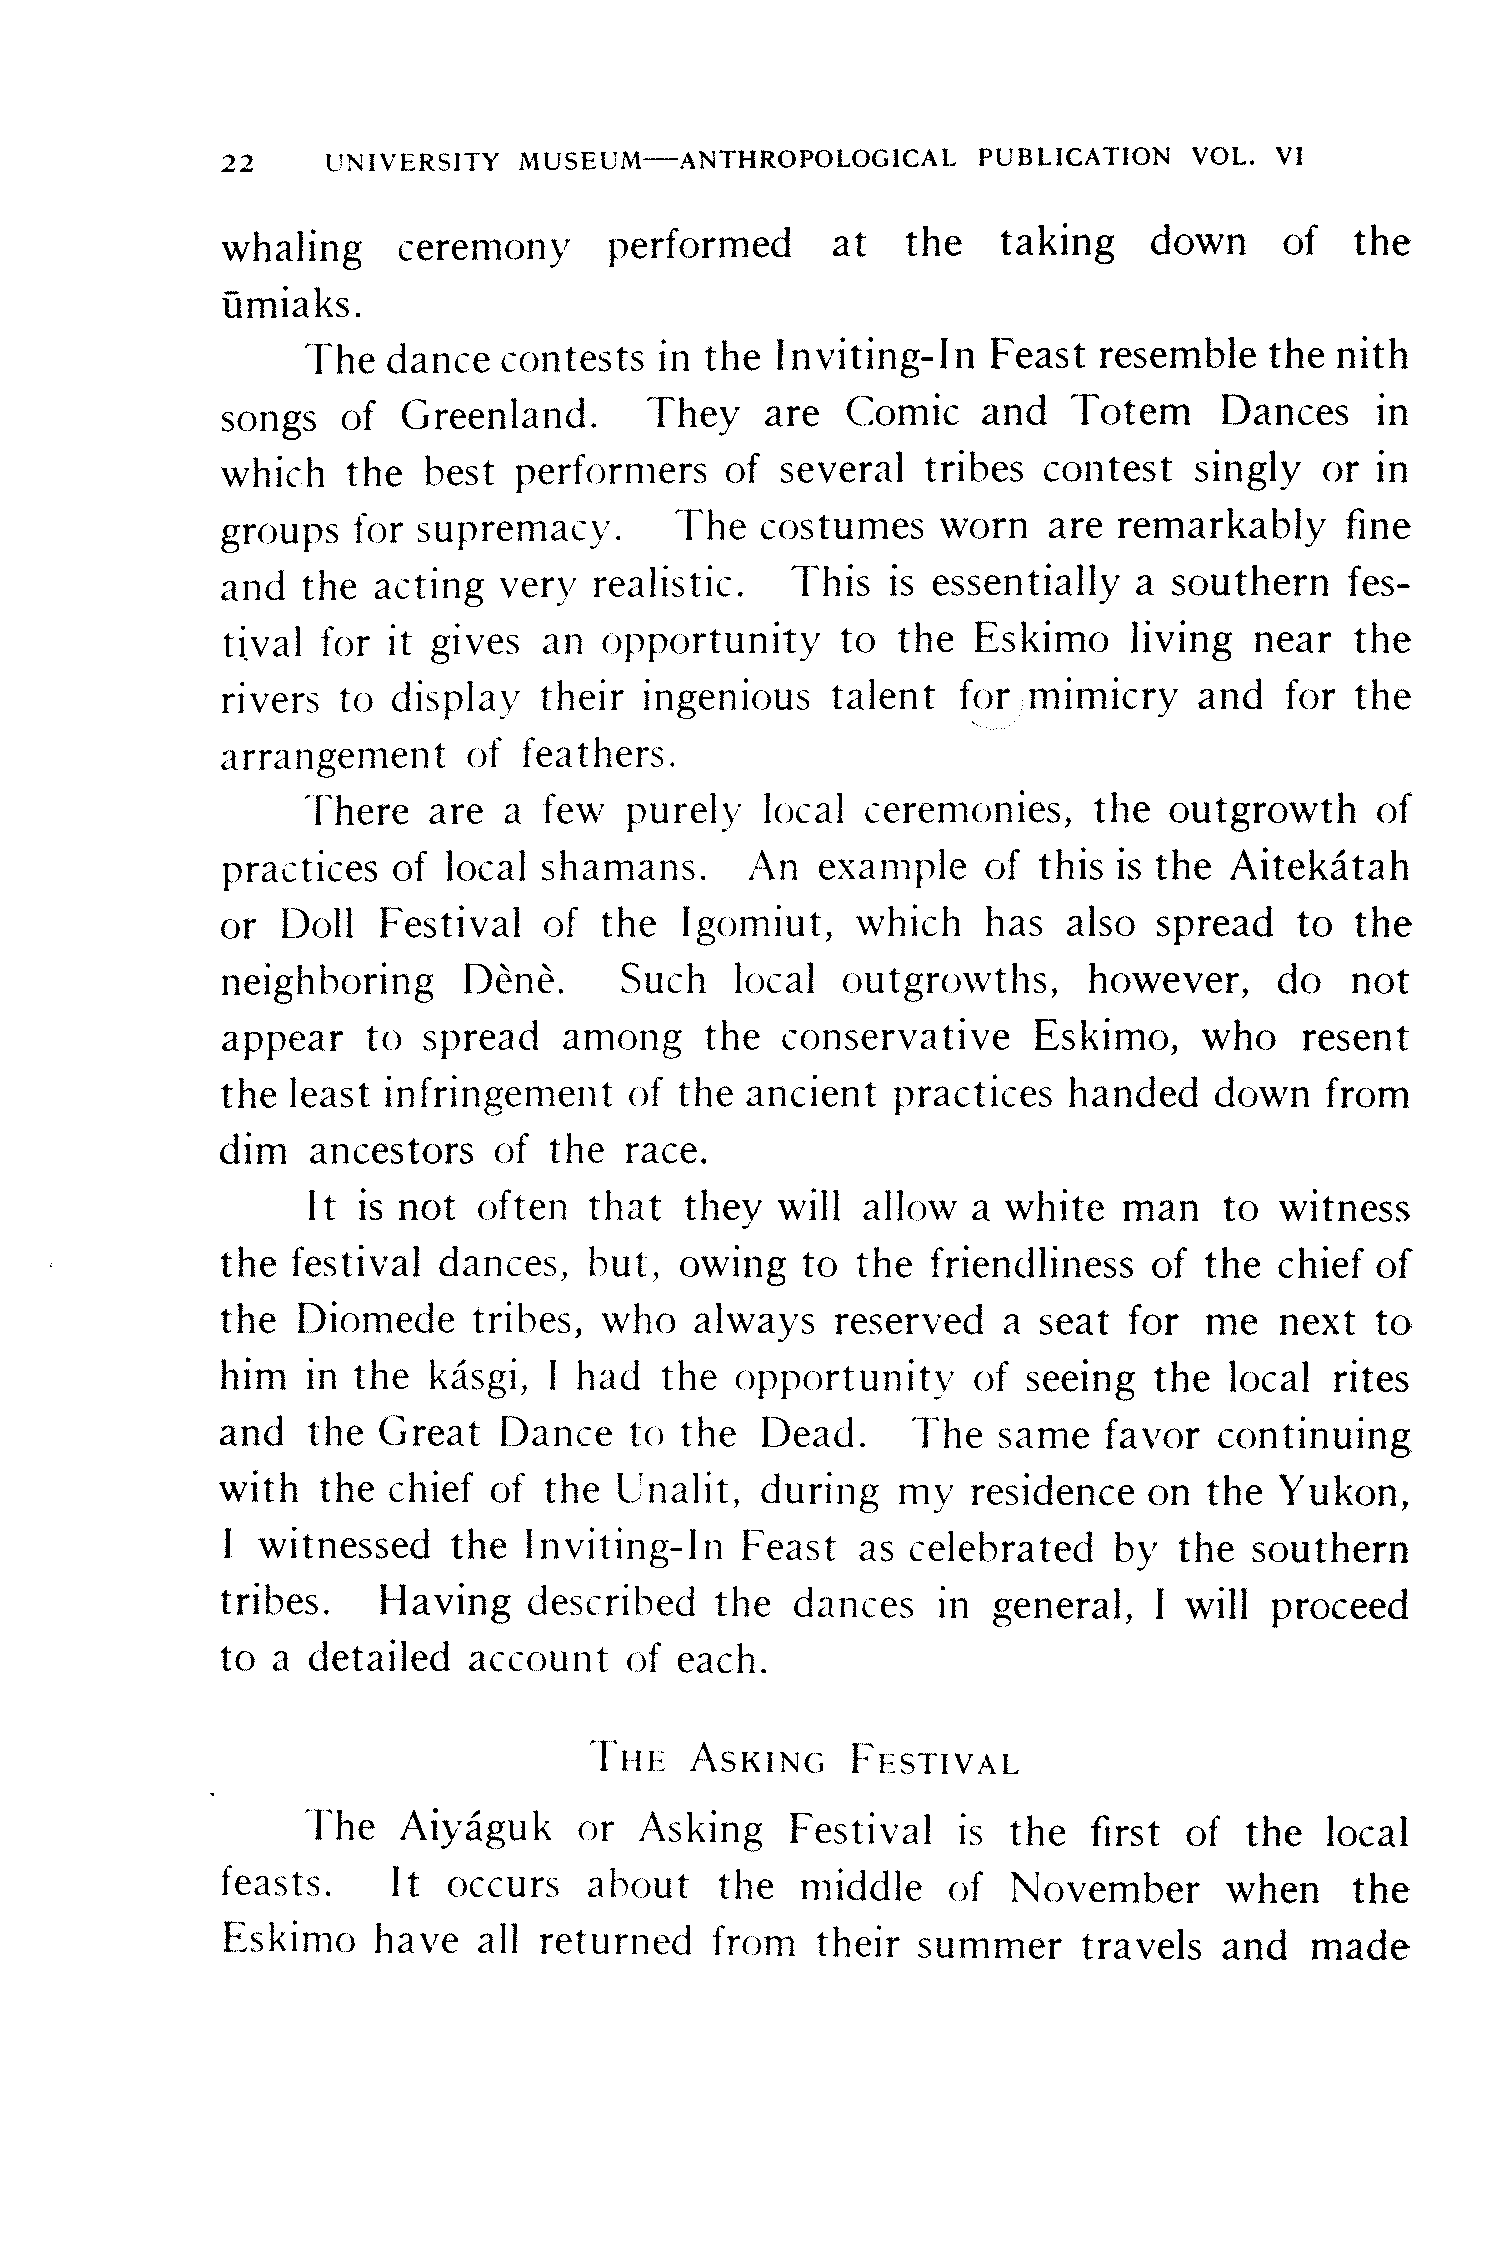 22 UNIVERSITY MUSEUM—ANTHROPOLOGICAL PUBLICATION VOL. VI
whaling ceremony performed at the taking down of the
ūmiaks.
The dance contests in the Inviting-In Feast resemble the nith
songs of Greenland. They are Comic and Totem Dances in
which the best performers of several tribes contest singly or in
groups for supremacy. The costumes worn are remarkably fine
and the acting very realistic. This is essentially a southern fes-
tival for it gives an opportunity to the Eskimo living near the
rivers to display their ingenious talent for mimicry and for the
arrangement of feathers.
There are a few purely local ceremonies, the outgrowth of
practices of local shamans. An example of this is the Aitekátah
or Doll Festival of the Igomiut, which has also spread to the
neighboring Dènè. Such local outgrowths, however, do not
appear to spread among the conservative Eskimo, who resent
the least infringement of the ancient practices handed down from
dim ancestors of the race.
It is not often that they will allow a white man to witness
the festival dances, but, owing to the friendliness of the chief of
the Diomede tribes, who always reserved a seat for me next to
him in the kásgi, I had the opportunity of seeing the local rites
and the Great Dance to the Dead. The same favor continuing
with the chief of the Unalit, during my residence on the Yukon,
I witnessed the Inviting-In Feast as celebrated by the southern
tribes. Having described the dances in general, I will proceed
to a detailed account of each.
THE ASKING FESTIVAL
The Aiyáguk or Asking Festival is the first of the local
feasts. It occurs about the middle of November when the
Eskimo have all returned from their summer travels and made